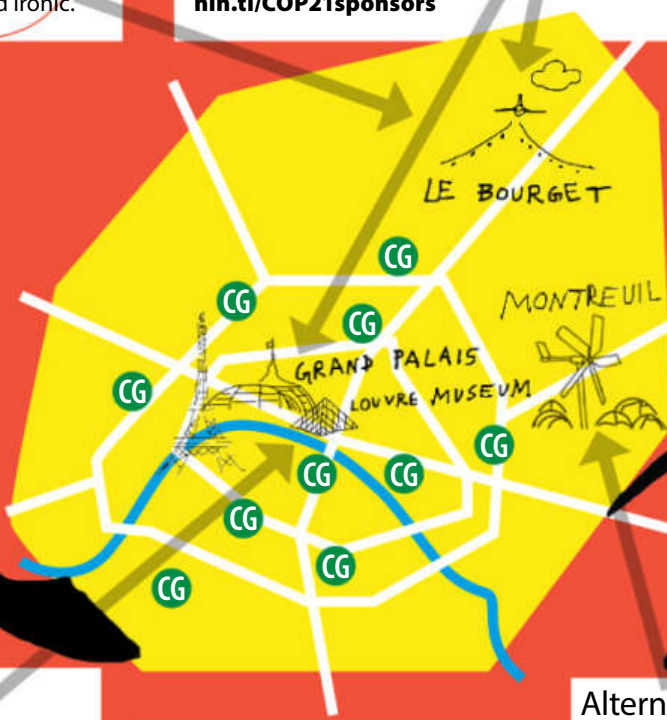 d ironic.
nin.tl/COP21sponsors
LE BOURGET
CG
MONTREUIL
CG
CG
GRAND PALAIS
CG
LOUVRE MUSEUM
CG
CG
CG
CG
CG
CG
Altern